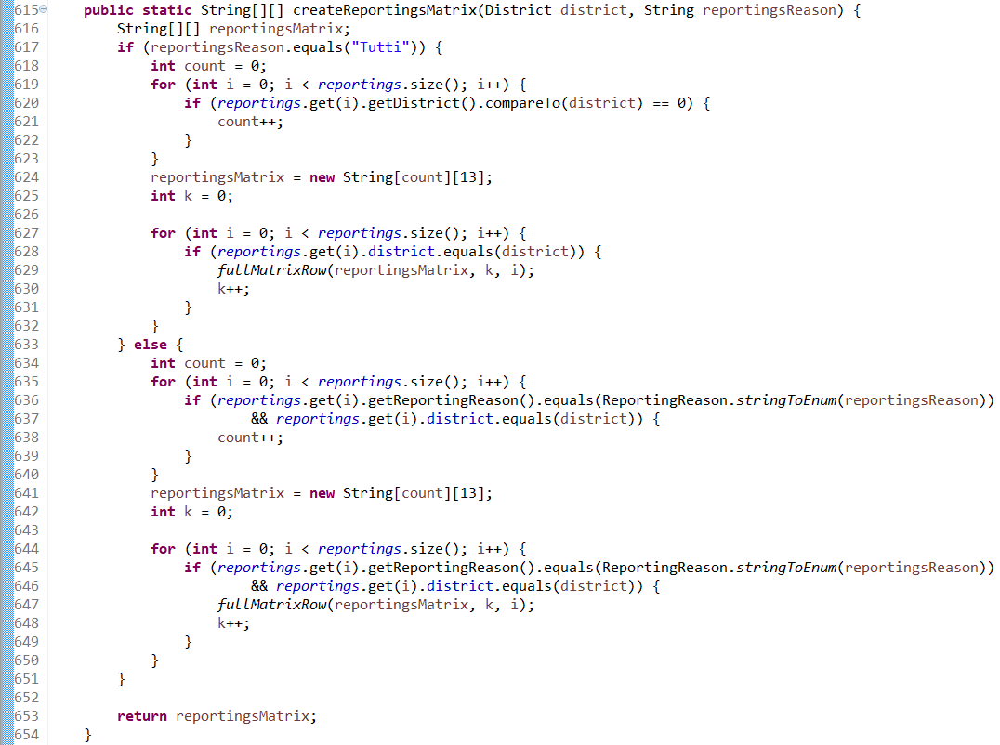 615    public static String[][] createReportingsMatrix(District district, String reportingsReason) {
616        String[][] reportingsMatrix;
617        if (reportingsReason.equals("Tutti")) {
618            int count = 0;
619            for (int i = 0; i < reportings.size(); i++) {
620                if (reportings.get(i).getDistrict().compareTo(district) == 0) {
621                    count++;
622                }
623            }
624            reportingsMatrix = new String[count][13];
625            int k = 0;
626
627            for (int i = 0; i < reportings.size(); i++) {
628                if (reportings.get(i).district.equals(district)) {
629                    fullMatrixRow(reportingsMatrix, k, i);
630                    k++;
631                }
632            }
633        } else {
634            int count = 0;
635            for (int i = 0; i < reportings.size(); i++) {
636                if (reportings.get(i).getReportingReason().equals(ReportingReason.stringToEnum(reportingsReason))
637                        && reportings.get(i).district.equals(district)) {
638                    count++;
639                }
640            }
641            reportingsMatrix = new String[count][13];
642            int k = 0;
643
644            for (int i = 0; i < reportings.size(); i++) {
645                if (reportings.get(i).getReportingReason().equals(ReportingReason.stringToEnum(reportingsReason))
646                        && reportings.get(i).district.equals(district)) {
647                    fullMatrixRow(reportingsMatrix, k, i);
648                    k++;
649                }
650            }
651        }
652
653        return reportingsMatrix;
654    }